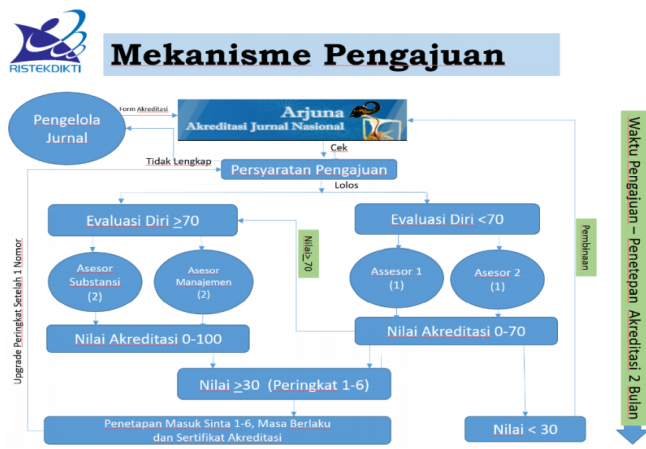 RISTEKDIKTI
Mekanisme Pengajuan
Pengelola
Jurnal
Form Akreditasi
Arjuna
Akreditasi Jurnal Nasional
Cek
Tidak Lengkap
Persyaratan Pengajuan
Lolos
Evaluasi Diri ≥70
Evaluasi Diri <70
Asesor
Substansi
(2)
Asesor
Manajemen
(2)
Nilai≥70
Assesor 1
(1)
Asesor 2
(1)
Nilai Akreditasi 0-100
Nilai Akreditasi 0-70
Nilai ≥30 (Peringkat 1-6)
Penetapan Masuk Sinta 1-6, Masa Berlaku
dan Sertifikat Akreditasi
Nilai < 30
Upgrade Peringkat Setelah 1 Nomor
Pembinaan
Waktu Pengajuan – Penetepan Akreditasi 2 Bulan